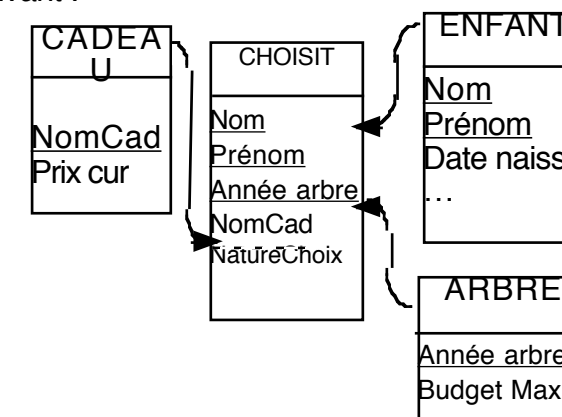 CADEA
U
NomCad
Prix cur
CHOISIT
Nom
Prénom
Année arbre
NomCad
NatureChoix
ENFANT
Nom
Prénom
Date naiss
…
ARBRE
Année arbre
Budget Max